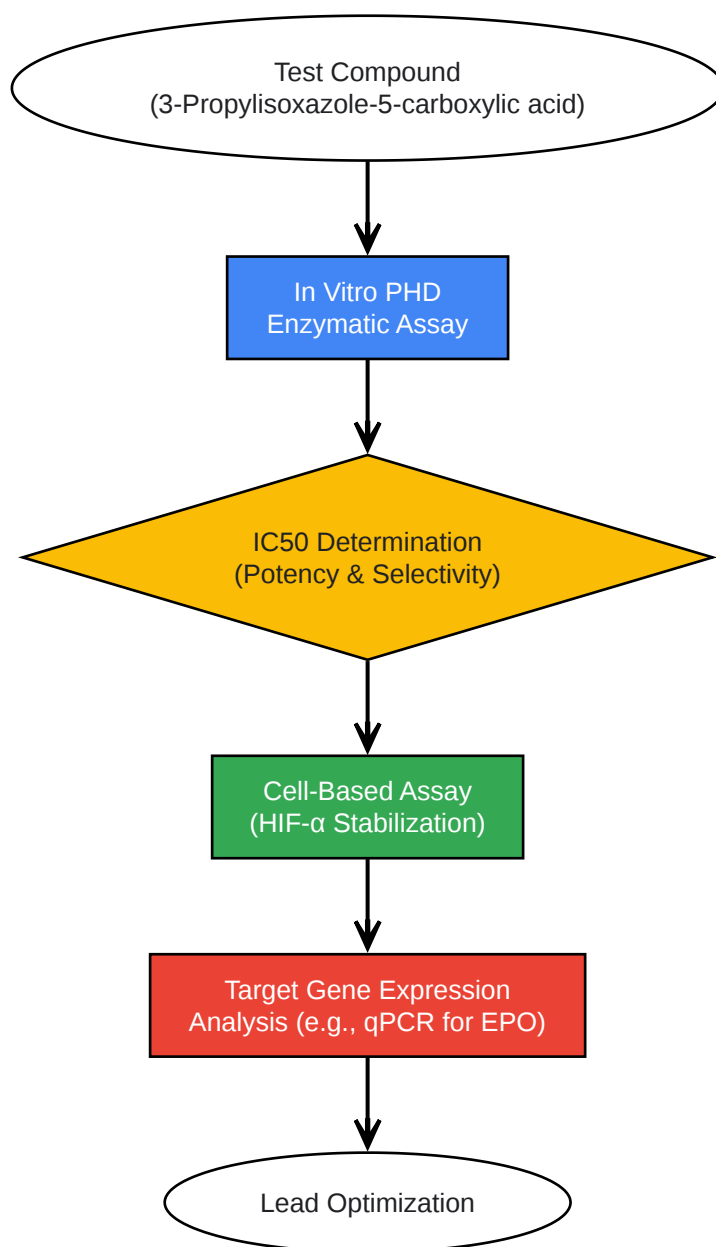 Test Compound
(3-Propylisoxazole-5-carboxylic acid)
In Vitro PHD
Enzymatic Assay
IC50 Determination
(Potency & Selectivity)
Cell-Based Assay
(HIF-α Stabilization)
Target Gene Expression
Analysis (e.g., qPCR for EPO)
Lead Optimization